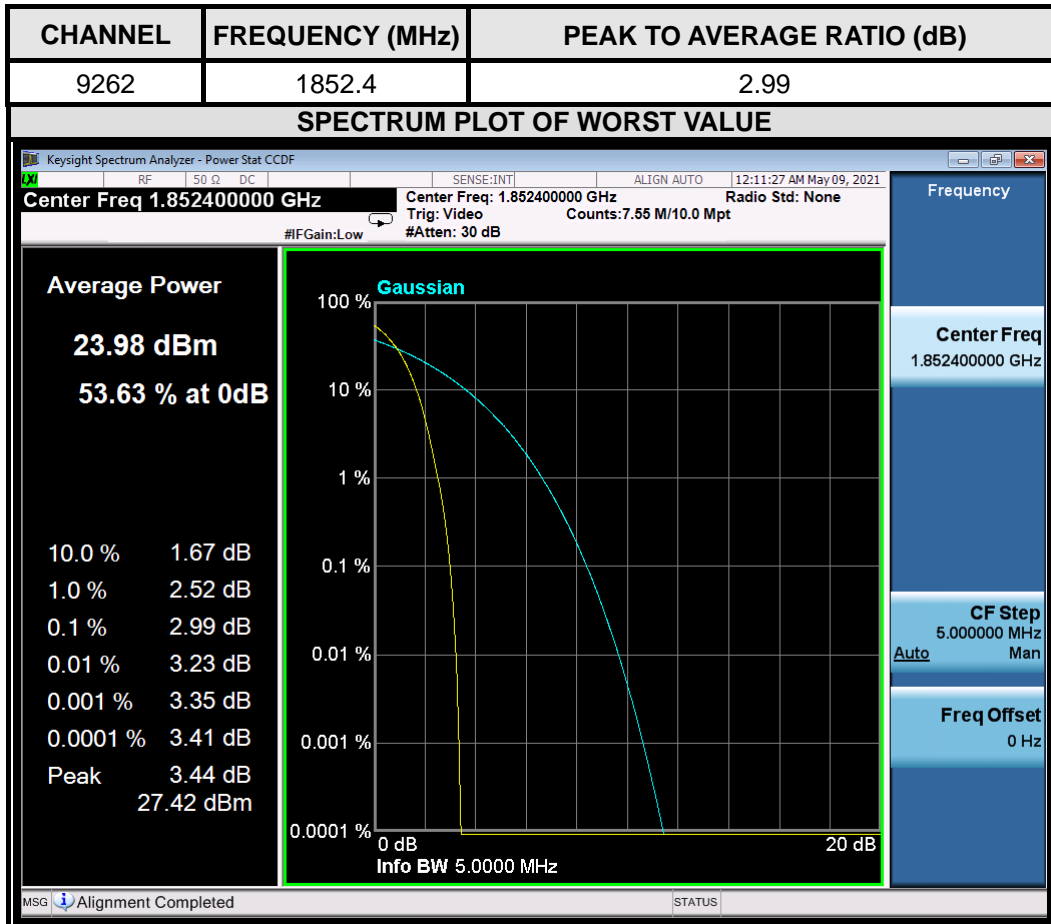 CHANNEL FREQUENCY (MHz) PEAK TO AVERAGE RATIO (dB)
9262 1852.4 2.99
SPECTRUM PLOT OF WORST VALUE
Keysight Spectrum Analyzer - Power Stat CCDF
LXI RF 50 Ω DC SENSE:INT ALIGN AUTO 12:11:27 AM May 09, 2021
Center Freq 1.852400000 GHz
#IFGain:Low
Center Freq: 1.852400000 GHz Radio Std: None
Trig: Video Counts:7.55 M/10.0 Mpt
#Atten: 30 dB
Average Power
23.98 dBm
53.63 % at 0dB
10.0 % 1.67 dB
1.0 % 2.52 dB
0.1 % 2.99 dB
0.01 % 3.23 dB
0.001 % 3.35 dB
0.0001 % 3.41 dB
Peak 3.44 dB
27.42 dBm
Gaussian
100 %
10 %
1 %
0.1 %
0.01 %
0.001 %
0.0001 %
0 dB 20 dB
Info BW 5.0000 MHz
Frequency
Center Freq
1.852400000 GHz
CF Step
5.000000 MHz
Auto Man
Freq Offset
0 Hz
MSG Alignment Completed STATUS